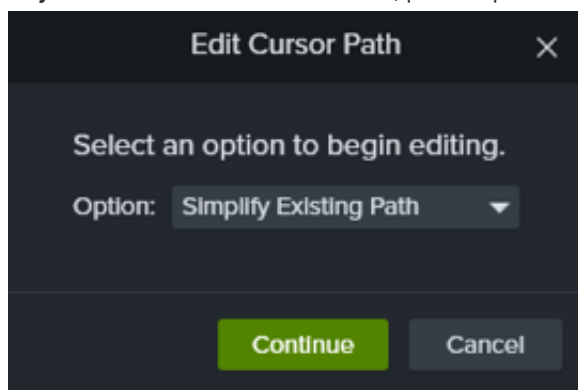 Edit Cursor Path
Select an option to begin editing.
Option: Simplify Existing Path
Continue Cancel